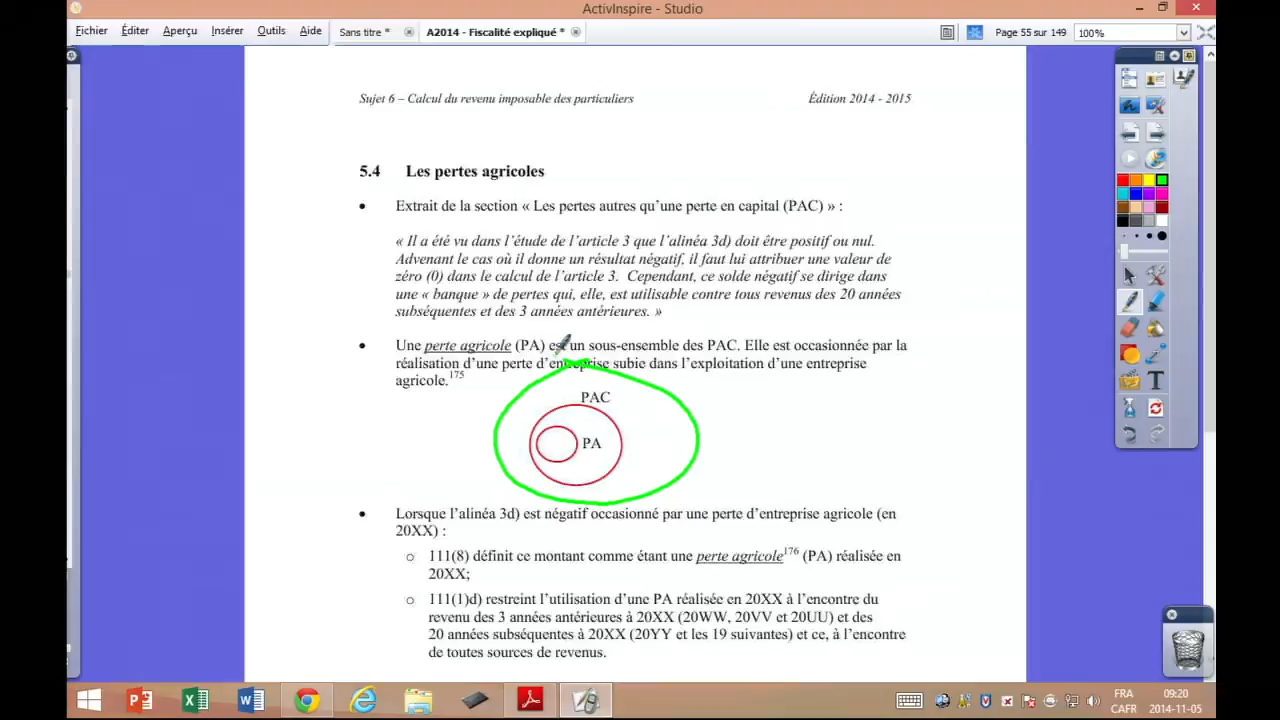 ActivInspire - Studio
Fichier Éditer Aperçu Insérer Outils Aide Sans titre * A2014 - Fiscalité expliqué * Page 55 sur 149 100%
Sujet 6 – Calcul du revenu imposable des particuliers Édition 2014 - 2015
5.4 Les pertes agricoles
• Extrait de la section « Les pertes autres qu’une perte en capital (PAC) » :
« Il a été vu dans l’étude de l’article 3 que l’alinéa 3d) doit être positif ou nul.
Advenant le cas où il donne un résultat négatif, il faut lui attribuer une valeur de
zéro (0) dans le calcul de l’article 3. Cependant, ce solde négatif se dirige dans
une « banque » de pertes qui, elle, est utilisable contre tous revenus des 20 années
subséquentes et des 3 années antérieures. »
• Une perte agricole (PA) est un sous-ensemble des PAC. Elle est occasionnée par la
réalisation d’une perte d’entreprise subie dans l’exploitation d’une entreprise
agricole.175
PAC
PA
• Lorsque l’alinéa 3d) est négatif occasionné par une perte d’entreprise agricole (en
20XX) :
o 111(8) définit ce montant comme étant une perte agricole176 (PA) réalisée en
20XX;
o 111(1)d) restreint l’utilisation d’une PA réalisée en 20XX à l’encontre du
revenu des 3 années antérieures à 20XX (20WW, 20VV et 20UU) et des
20 années subséquentes à 20XX (20YY et les 19 suivantes) et ce, à l’encontre
de toutes sources de revenus.
FRA 09:20
CAFR 2014-11-05